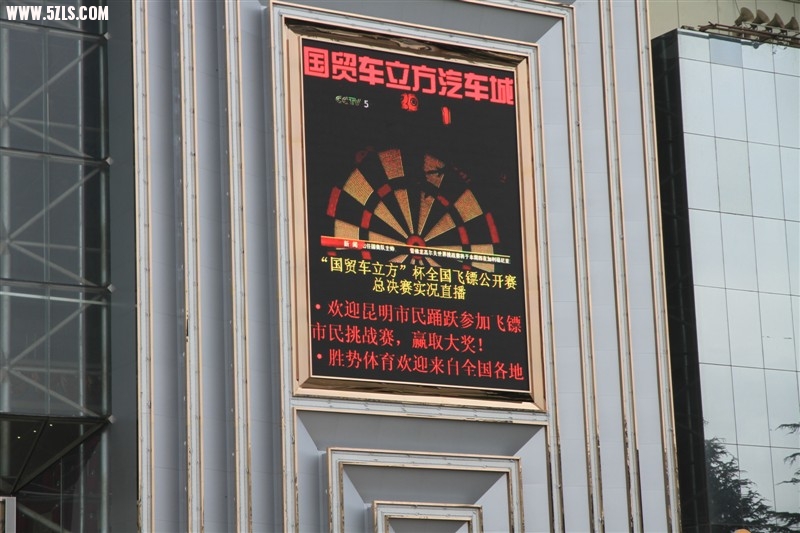 WWW.5ZLS.COM
国贸车立方汽车城
CCTV 5
新闻
“国贸车立方”杯全国飞镖公开赛
总决赛实况直播
·欢迎昆明市民踊跃参加飞镖
市民挑战赛，赢取大奖！
·胜势体育欢迎来自全国各地